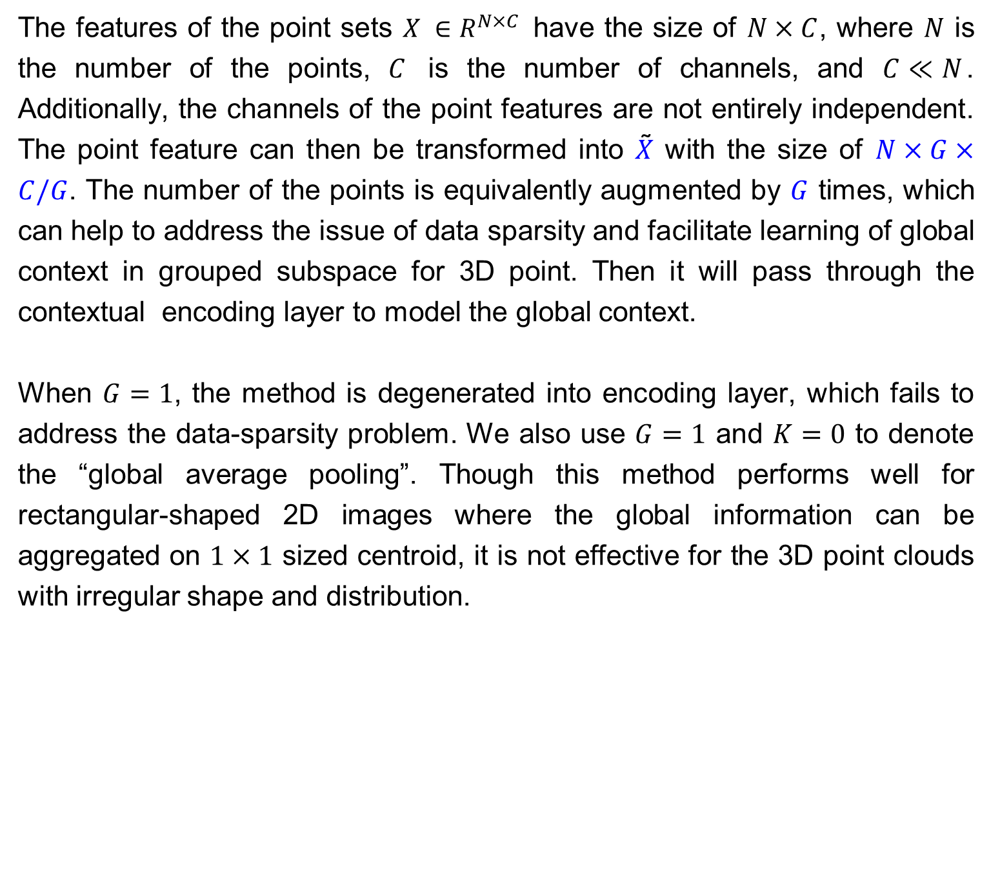 The features of the point sets X ∈ R^{N×C} have the size of N × C, where N is
the number of the points, C is the number of channels, and C ≪ N.
Additionally, the channels of the point features are not entirely independent.
The point feature can then be transformed into X̃ with the size of N × G ×
C/G. The number of the points is equivalently augmented by G times, which
can help to address the issue of data sparsity and facilitate learning of global
context in grouped subspace for 3D point. Then it will pass through the
contextual encoding layer to model the global context.
When G = 1, the method is degenerated into encoding layer, which fails to
address the data-sparsity problem. We also use G = 1 and K = 0 to denote
the “global average pooling”. Though this method performs well for
rectangular-shaped 2D images where the global information can be
aggregated on 1 × 1 sized centroid, it is not effective for the 3D point clouds
with irregular shape and distribution.